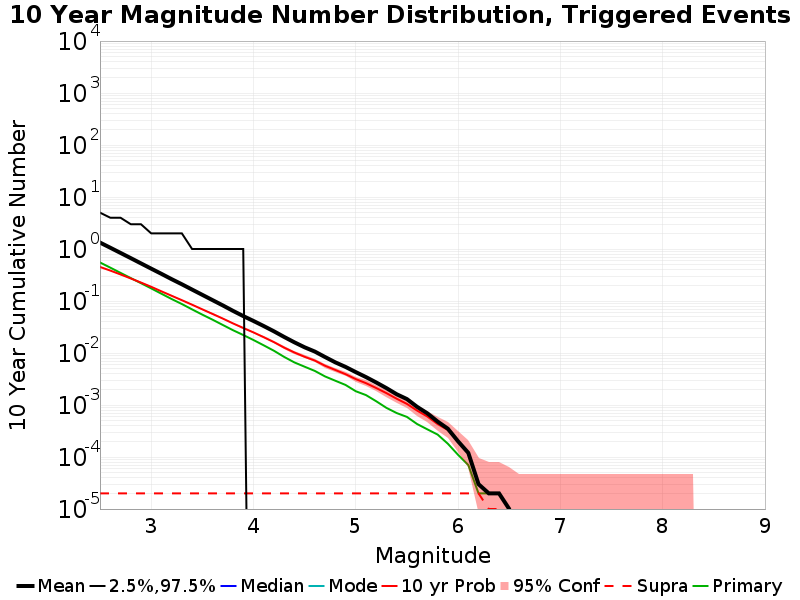 10 Year Magnitude Number Distribution, Triggered Events
10^4
10^3
10^2
10^1
10^0
10^-1
10^-2
10^-3
10^-4
10^-5
10 Year Cumulative Number
3 4 5 6 7 8 9
Magnitude
Mean 2.5%,97.5% Median Mode 10 yr Prob 95% Conf Supra Primary